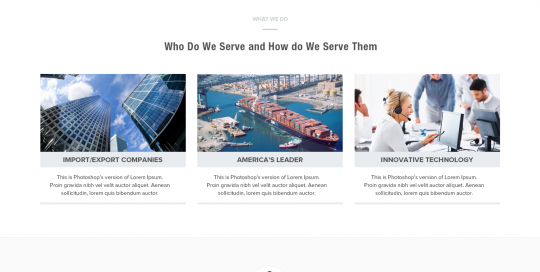 WHAT WE DO
Who Do We Serve and How do We Serve Them
IMPORT/EXPORT COMPANIES
This is Photoshop's version of Lorem Ipsum.
Proin gravida nibh vel velit auctor aliquet. Aenean
sollicitudin, lorem quis bibendum auctor.
AMERICA'S LEADER
This is Photoshop's version of Lorem Ipsum.
Proin gravida nibh vel velit auctor aliquet. Aenean
sollicitudin, lorem quis bibendum auctor.
INNOVATIVE TECHNOLOGY
This is Photoshop's version of Lorem Ipsum.
Proin gravida nibh vel velit auctor aliquet. Aenean
sollicitudin, lorem quis bibendum auctor.